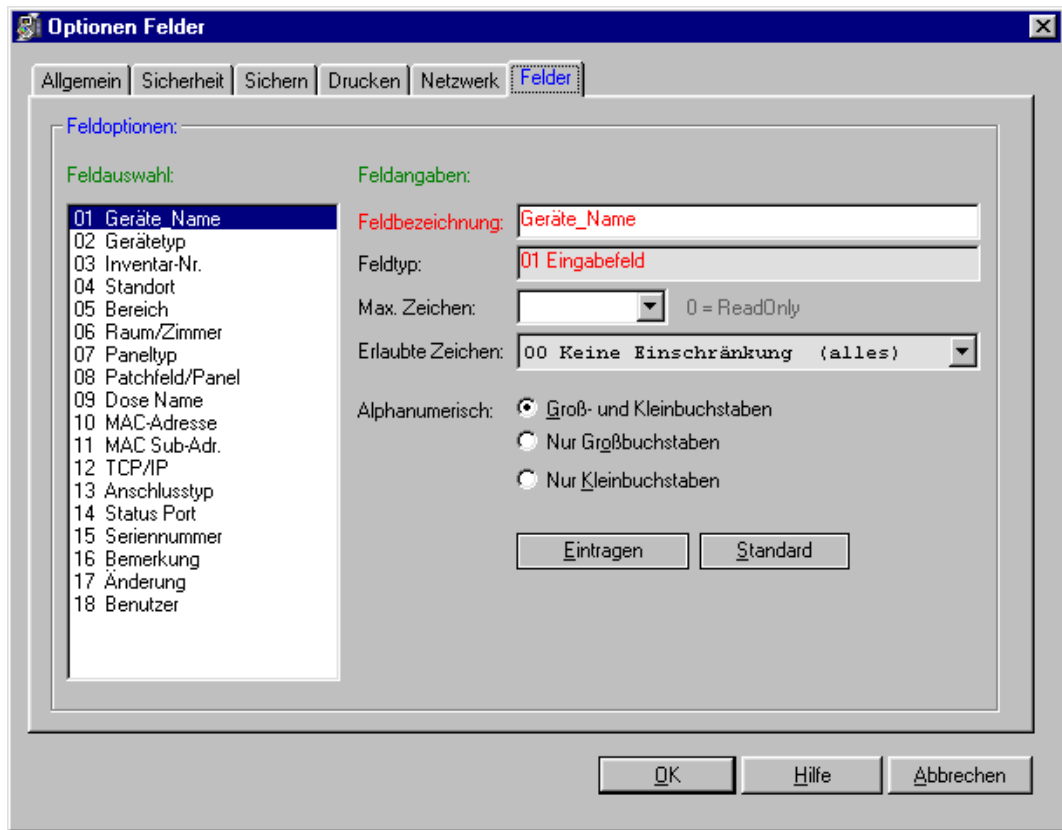 Optionen Felder
Allgemein Sicherheit Sichern Drucken Netzwerk Felder
Feldoptionen:
Feldauswahl:
01 Geräte_Name
02 Gerätetyp
03 Inventar-Nr.
04 Standort
05 Bereich
06 Raum/Zimmer
07 Paneltyp
08 Patchfeld/Panel
09 Dose Name
10 MAC-Adresse
11 MAC Sub-Adr.
12 TCP/IP
13 Anschlusstyp
14 Status Port
15 Seriennummer
16 Bemerkung
17 Änderung
18 Benutzer
Feldangaben:
Feldbezeichnung: Geräte_Name
Feldtyp: 01 Eingabefeld
Max. Zeichen: 0 = ReadOnly
Erlaubte Zeichen: 00 Keine Einschränkung (alles)
Alphanumerisch: Groß- und Kleinbuchstaben
Nur Großbuchstaben
Nur Kleinbuchstaben
Eintragen Standard
OK Hilfe Abbrechen